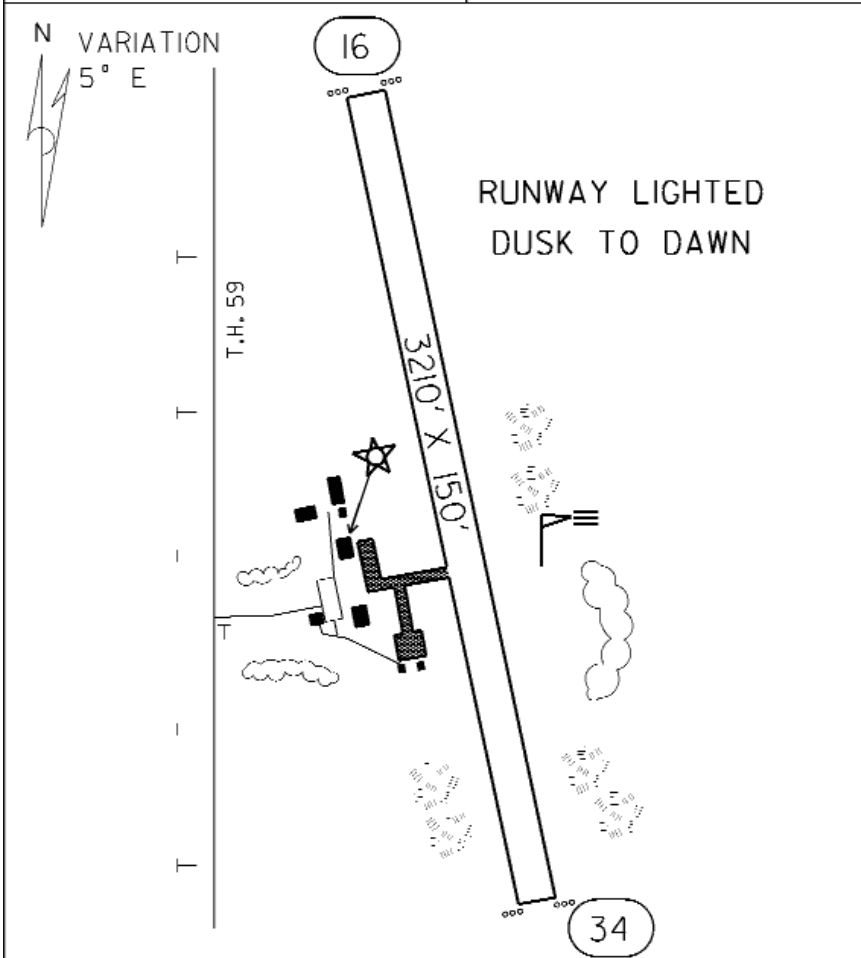 N VARIATION
5° E
16
RUNWAY LIGHTED
DUSK TO DAWN
T.H. 59
3210' X 150'
34